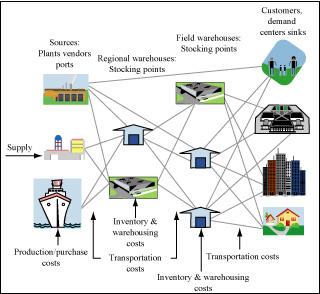 Customers,
demand
centers sinks
Field warehouses:
Stocking points
Sources:
Plants vendors
ports
Regional warehouses:
Stocking points
Supply
Inventory &
warehousing
costs
Production/purchase
costs
Transportation
costs
Transportation costs
Inventory & warehousing
costs